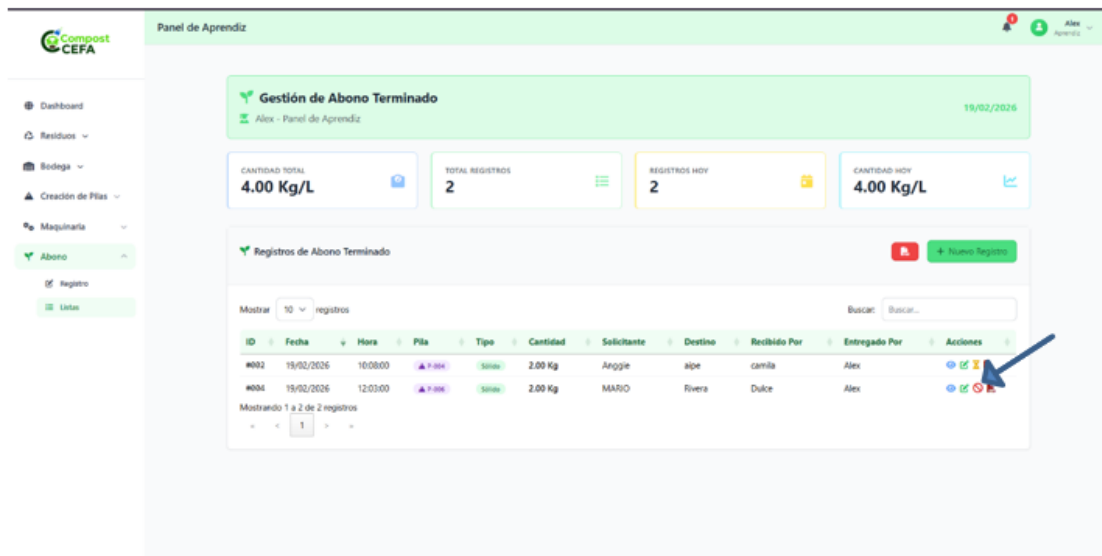 Compost
CEFA
Panel de Aprendiz
Alex
Aprendiz
Dashboard
Residuos
Bodega
Creación de Pilas
Maquinaria
Abono
Registro
Listas
Gestión de Abono Terminado
Alex - Panel de Aprendiz
19/02/2026
CANTIDAD TOTAL
4.00 Kg/L
TOTAL REGISTROS
2
REGISTROS HOY
2
CANTIDAD HOY
4.00 Kg/L
Registros de Abono Terminado
+ Nuevo Registro
Mostrar 10 registros
Buscar: Buscar...
ID Fecha Hora Pila Tipo Cantidad Solicitante Destino Recibido Por Entregado Por Acciones
#002 19/02/2026 10:08:00 P-004 Sólido 2.00 Kg Anggie aipe camila Alex
#004 19/02/2026 12:03:00 P-006 Sólido 2.00 Kg MARIO Rivera Dulce Alex
Mostrando 1 a 2 de 2 registros
« < 1 > »